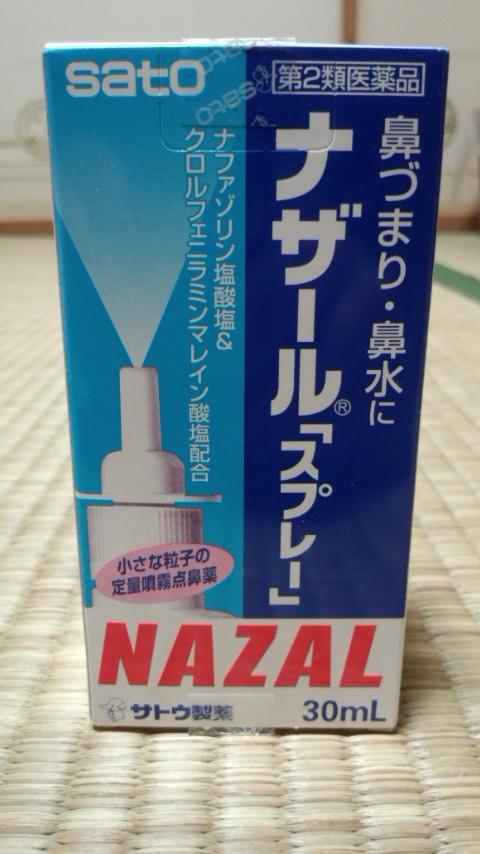 sato
第2類医薬品
鼻づまり・鼻水に
ナザール®「スプレー」
ナファゾリン塩酸塩&
クロルフェニラミンマレイン酸塩配合
小さな粒子の
定量噴霧点鼻薬
NAZAL
サトウ製薬
30mL